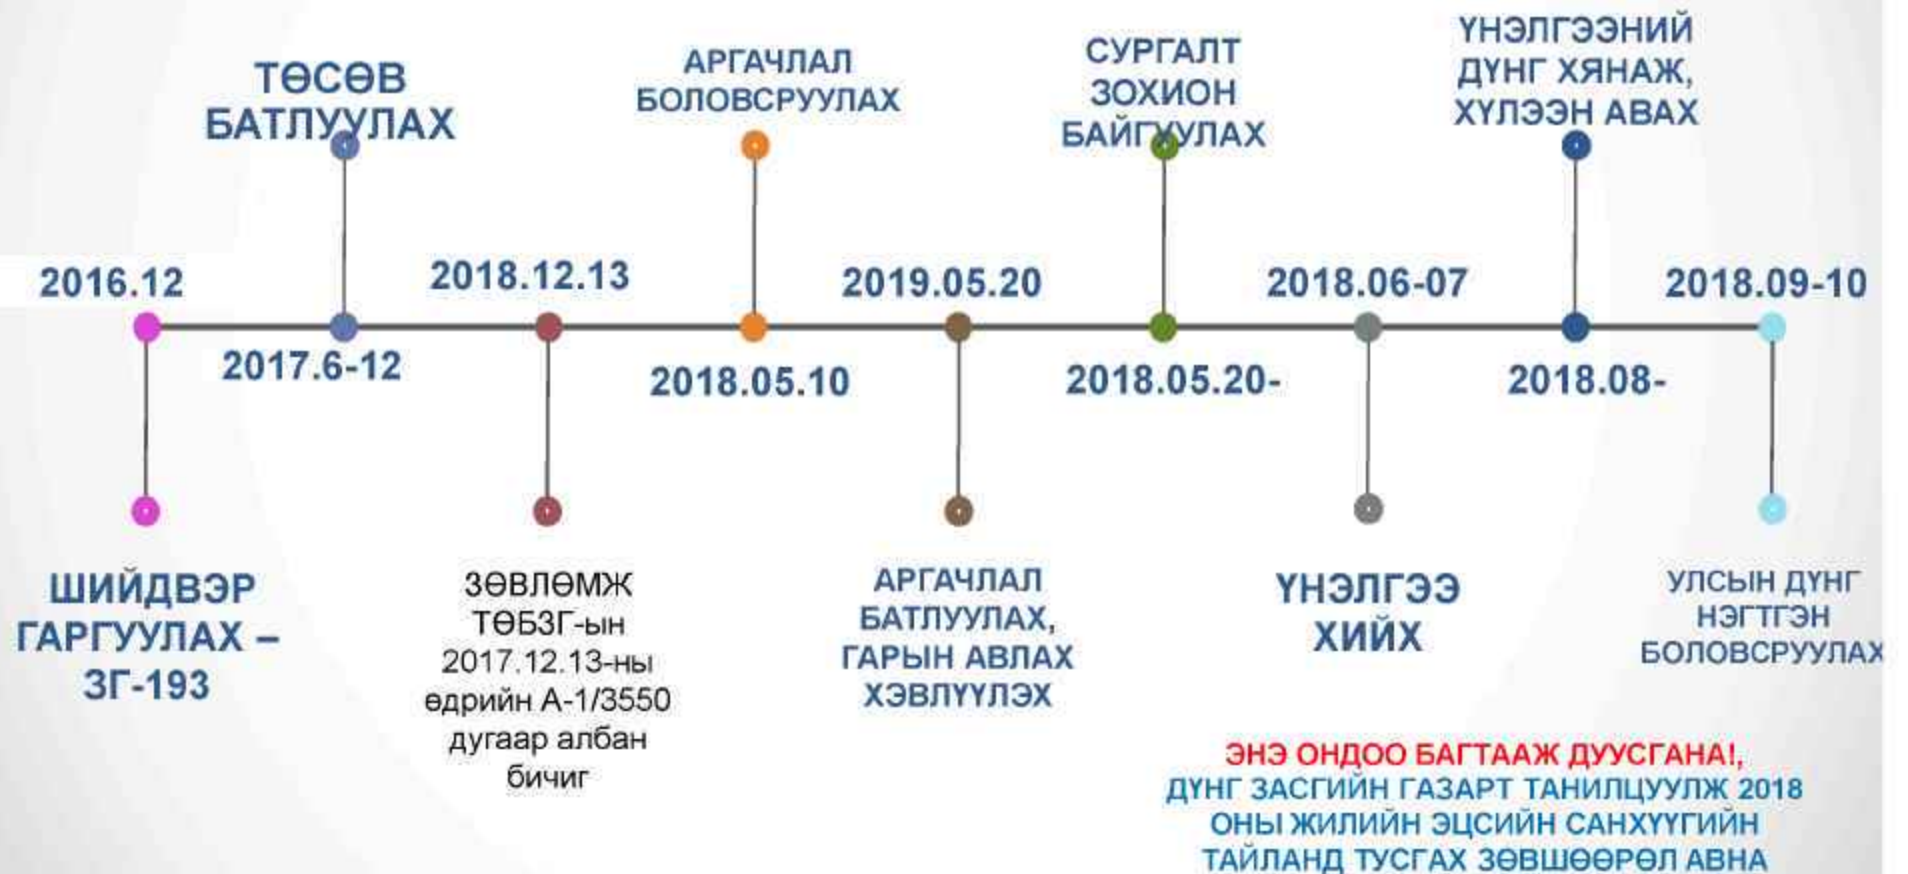 ТӨСӨВ
БАТЛУУЛАХ
АРГАЧЛАЛ
БОЛОВСРУУЛАХ
СУРГАЛТ
ЗОХИОН
БАЙГУУЛАХ
ҮНЭЛГЭЭНИЙ
ДҮНГ ХЯНАЖ,
ХҮЛЭЭН АВАХ
2016.12
2017.6-12
2018.12.13
2018.05.10
2019.05.20
2018.05.20-
2018.06-07
2018.08-
2018.09-10
ШИЙДВЭР
ГАРГУУЛАХ –
ЗГ-193
ЗӨВЛӨМЖ
ТӨБЗГ-ын
2017.12.13-ны
өдрийн А-1/3550
дугаар албан
бичиг
АРГАЧЛАЛ
БАТЛУУЛАХ,
ГАРЫН АВЛАХ
ХЭВЛҮҮЛЭХ
ҮНЭЛГЭЭ
ХИЙХ
УЛСЫН ДҮНГ
НЭГТГЭН
БОЛОВСРУУЛАХ
ЭНЭ ОНДОО БАГТААЖ ДУУСГАНА!,
ДҮНГ ЗАСГИЙН ГАЗАРТ ТАНИЛЦУУЛЖ 2018
ОНЫ ЖИЛИЙН ЭЦСИЙН САНХҮҮГИЙН
ТАЙЛАНД ТУСГАХ ЗӨВШӨӨРӨЛ АВНА